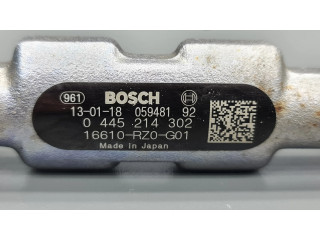 961 BOSCH
13-01-18 059481 92
0 445 214 302
16610-RZ0-G01
Made in Japan